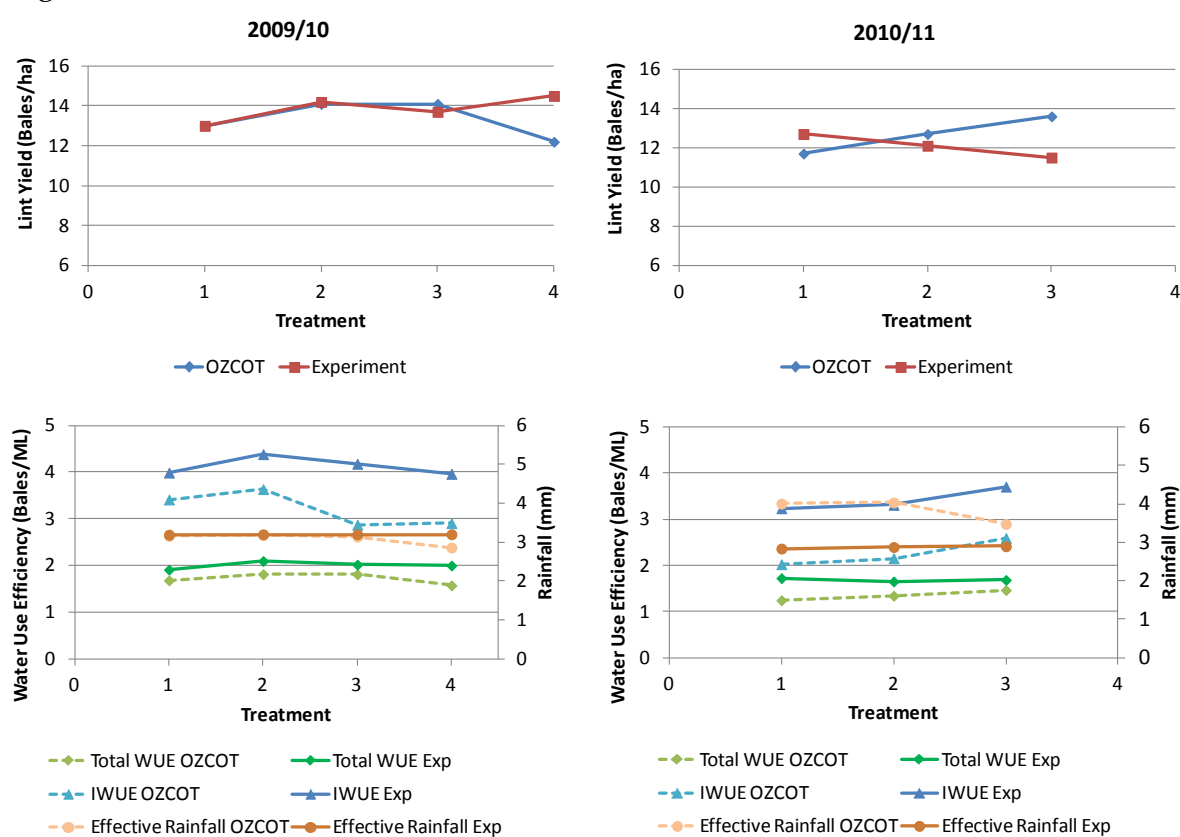 2009/10
16
14
12
10
8
6
0 1 2 3 4
Lint Yield (Bales/ha)
Treatment
OZCOT Experiment
2010/11
16
14
12
10
8
6
0 1 2 3 4
Lint Yield (Bales/ha)
Treatment
OZCOT Experiment
5
4
3
2
1
0
6
5
4
3
2
1
0
0 1 2 3 4
Water Use Efficiency (Bales/ML)
Rainfall (mm)
Treatment
Total WUE OZCOT Total WUE Exp
IWUE OZCOT IWUE Exp
Effective Rainfall OZCOT Effective Rainfall Exp
5
4
3
2
1
0
6
5
4
3
2
1
0
0 1 2 3 4
Water Use Efficiency (Bales/ML)
Rainfall (mm)
Treatment
Total WUE OZCOT Total WUE Exp
IWUE OZCOT IWUE Exp
Effective Rainfall OZCOT Effective Rainfall Exp